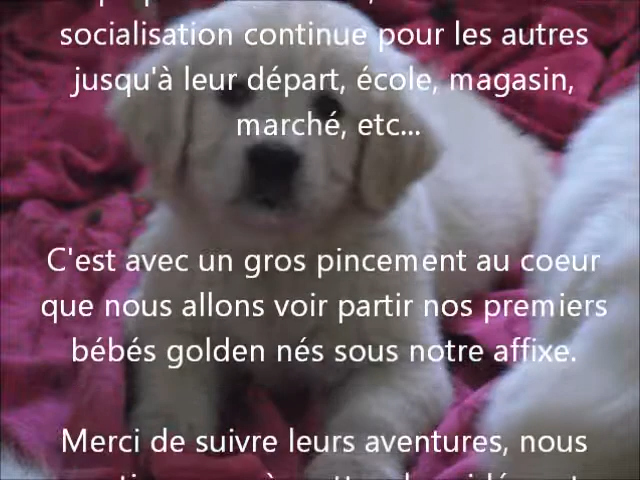 socialisation continue pour les autres
jusqu'à leur départ, école, magasin,
marché, etc...
C'est avec un gros pincement au coeur
que nous allons voir partir nos premiers
bébés golden nés sous notre affixe.
Merci de suivre leurs aventures, nous